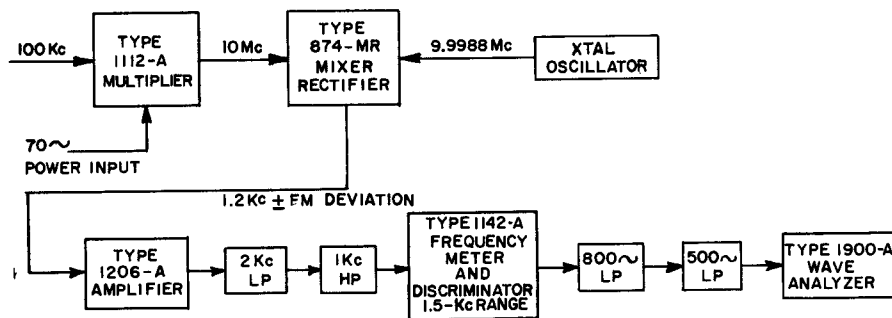 100 Kc
TYPE
1112-A
MULTIPLIER
10 Mc
TYPE
874-MR
MIXER
RECTIFIER
9.9988 Mc
XTAL
OSCILLATOR
70~
POWER INPUT
1.2 Kc ± FM DEVIATION
TYPE
1206-A
AMPLIFIER
2 Kc
LP
1 Kc
HP
TYPE 1142-A
FREQUENCY
METER
AND
DISCRIMINATOR
1.5-Kc RANGE
800~
LP
500~
LP
TYPE 1900-A
WAVE
ANALYZER